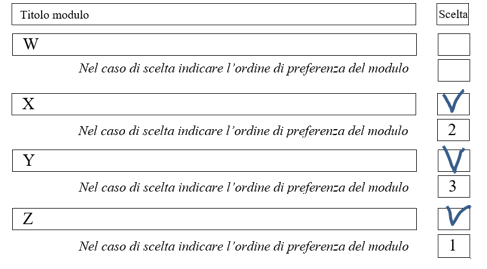 Titolo modulo Scelta
W
Nel caso di scelta indicare l'ordine di preferenza del modulo
X
Nel caso di scelta indicare l'ordine di preferenza del modulo 2
Y
Nel caso di scelta indicare l'ordine di preferenza del modulo 3
Z
Nel caso di scelta indicare l'ordine di preferenza del modulo 1